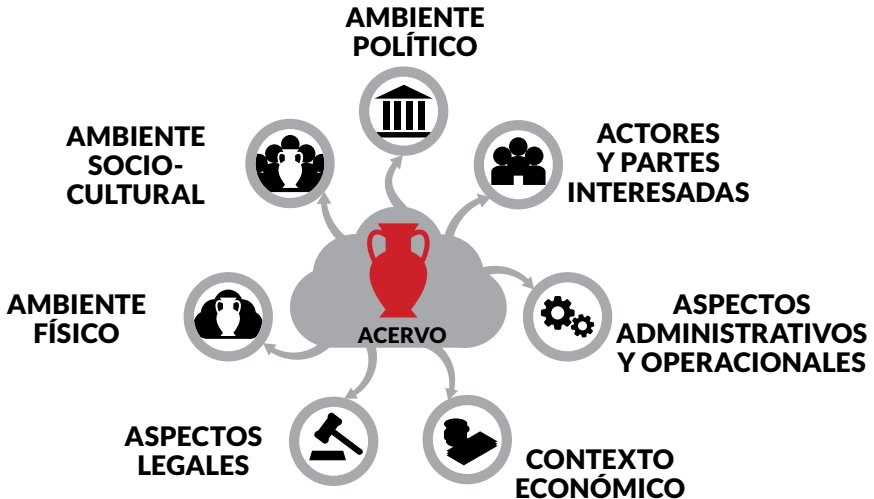 AMBIENTE
POLÍTICO
AMBIENTE
SOCIO-
CULTURAL
ACTORES
Y PARTES
INTERESADAS
AMBIENTE
FÍSICO
ACERVO
ASPECTOS
ADMINISTRATIVOS
Y OPERACIONALES
ASPECTOS
LEGALES
CONTEXTO
ECONÓMICO